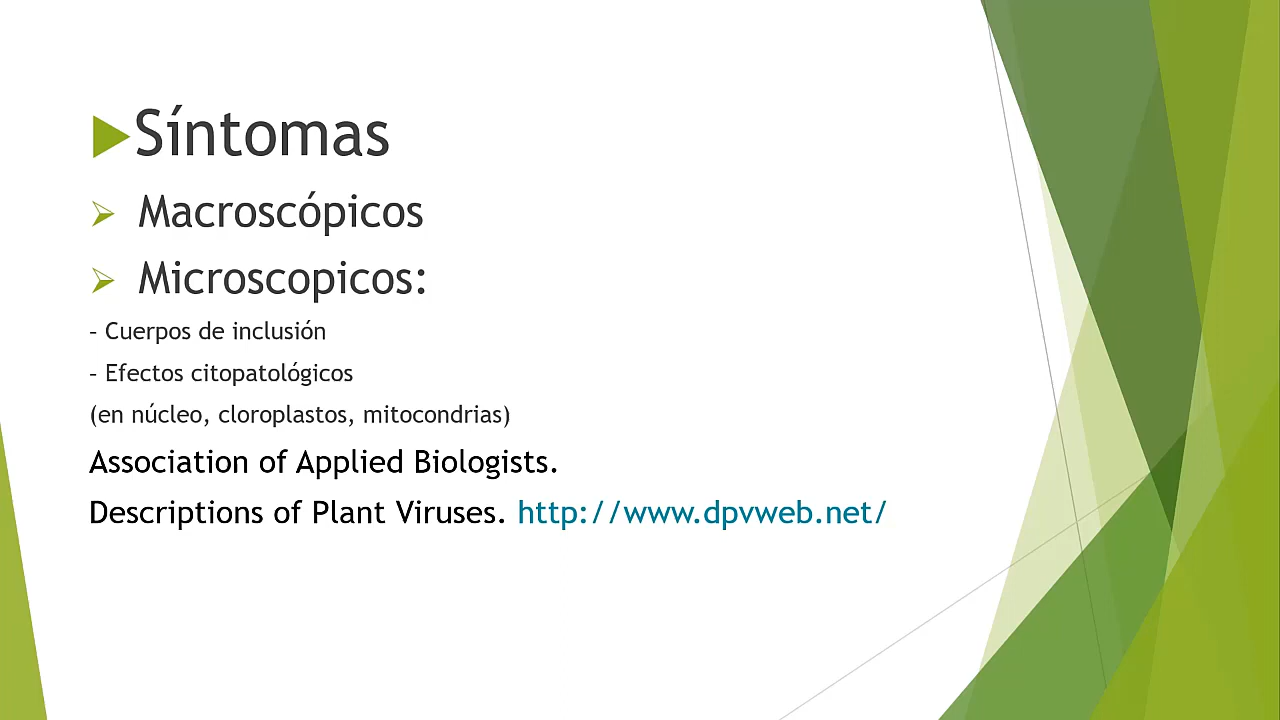 Síntomas
Macroscópicos
Microscopicos:
– Cuerpos de inclusión
– Efectos citopatológicos
(en núcleo, cloroplastos, mitocondrias)
Association of Applied Biologists.
Descriptions of Plant Viruses. http://www.dpvweb.net/